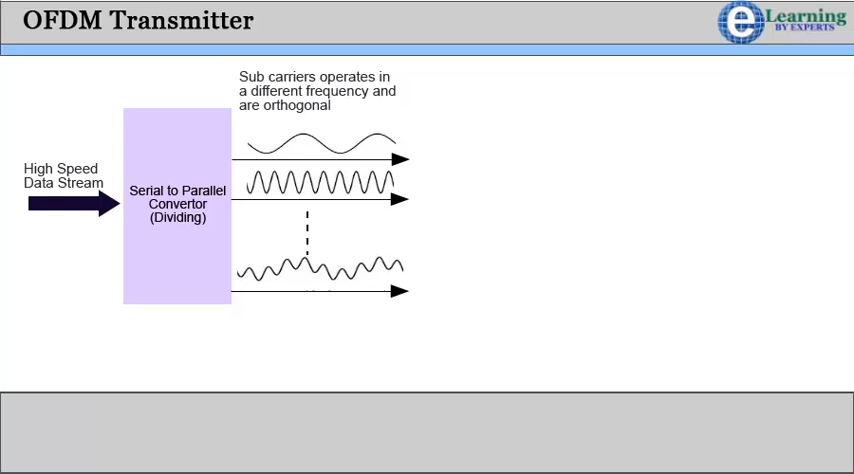 OFDM Transmitter
eLearning
BY EXPERTS
Sub carriers operates in
a different frequency and
are orthogonal
High Speed
Data Stream
Serial to Parallel
Convertor
(Dividing)